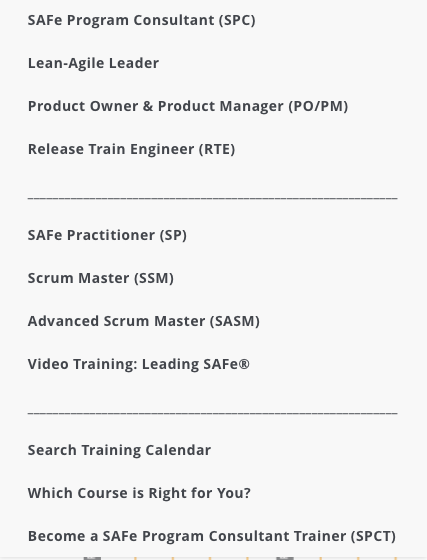 SAFe Program Consultant (SPC)
Lean-Agile Leader
Product Owner & Product Manager (PO/PM)
Release Train Engineer (RTE)
SAFe Practitioner (SP)
Scrum Master (SSM)
Advanced Scrum Master (SASM)
Video Training: Leading SAFe®
Search Training Calendar
Which Course is Right for You?
Become a SAFe Program Consultant Trainer (SPCT)